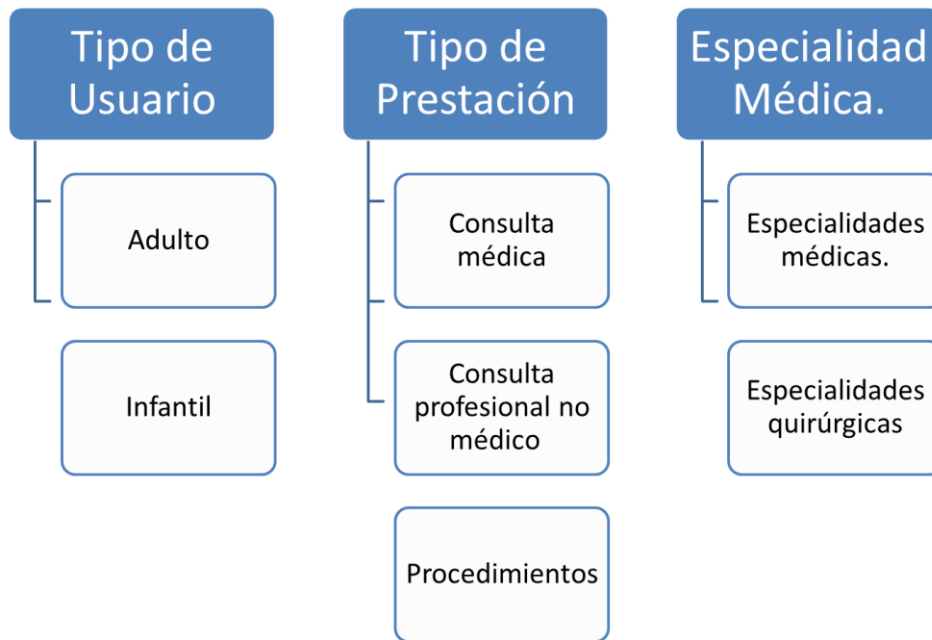 Tipo de
Usuario
Adulto
Infantil
Tipo de
Prestación
Consulta
médica
Consulta
profesional no
médico
Procedimientos
Especialidad
Médica.
Especialidades
médicas.
Especialidades
quirúrgicas